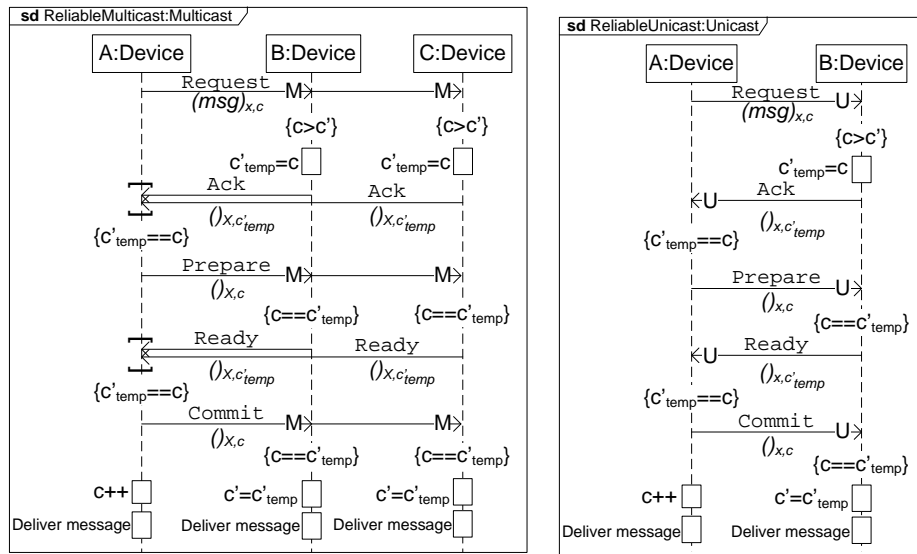 sd ReliableMulticast:Multicast
A:Device B:Device C:Device
Request M M
(msg)x,c
{c>c'} {c>c'}
c'temp=c c'temp=c
Ack Ack
()X,c'temp ()X,c'temp
{c'temp==c}
Prepare M M
()X,c
{c==c'temp} {c==c'temp}
Ready Ready
()X,c'temp ()X,c'temp
{c'temp==c}
Commit M M
()X,c
{c==c'temp} {c==c'temp}
c++ c'=c'temp c'=c'temp
Deliver message Deliver message Deliver message
sd ReliableUnicast:Unicast
A:Device B:Device
Request U
(msg)x,c
{c>c'}
c'temp=c
U Ack
()x,c'temp
{c'temp==c}
Prepare U
()x,c
{c==c'temp}
U Ready
()x,c'temp
{c'temp==c}
Commit U
()x,c
{c==c'temp}
c++ c'=c'temp
Deliver message Deliver message